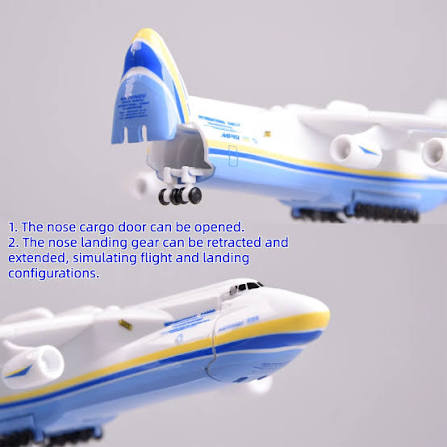 1. The nose cargo door can be opened.
2. The nose landing gear can be retracted and
extended, simulating flight and landing
configurations.